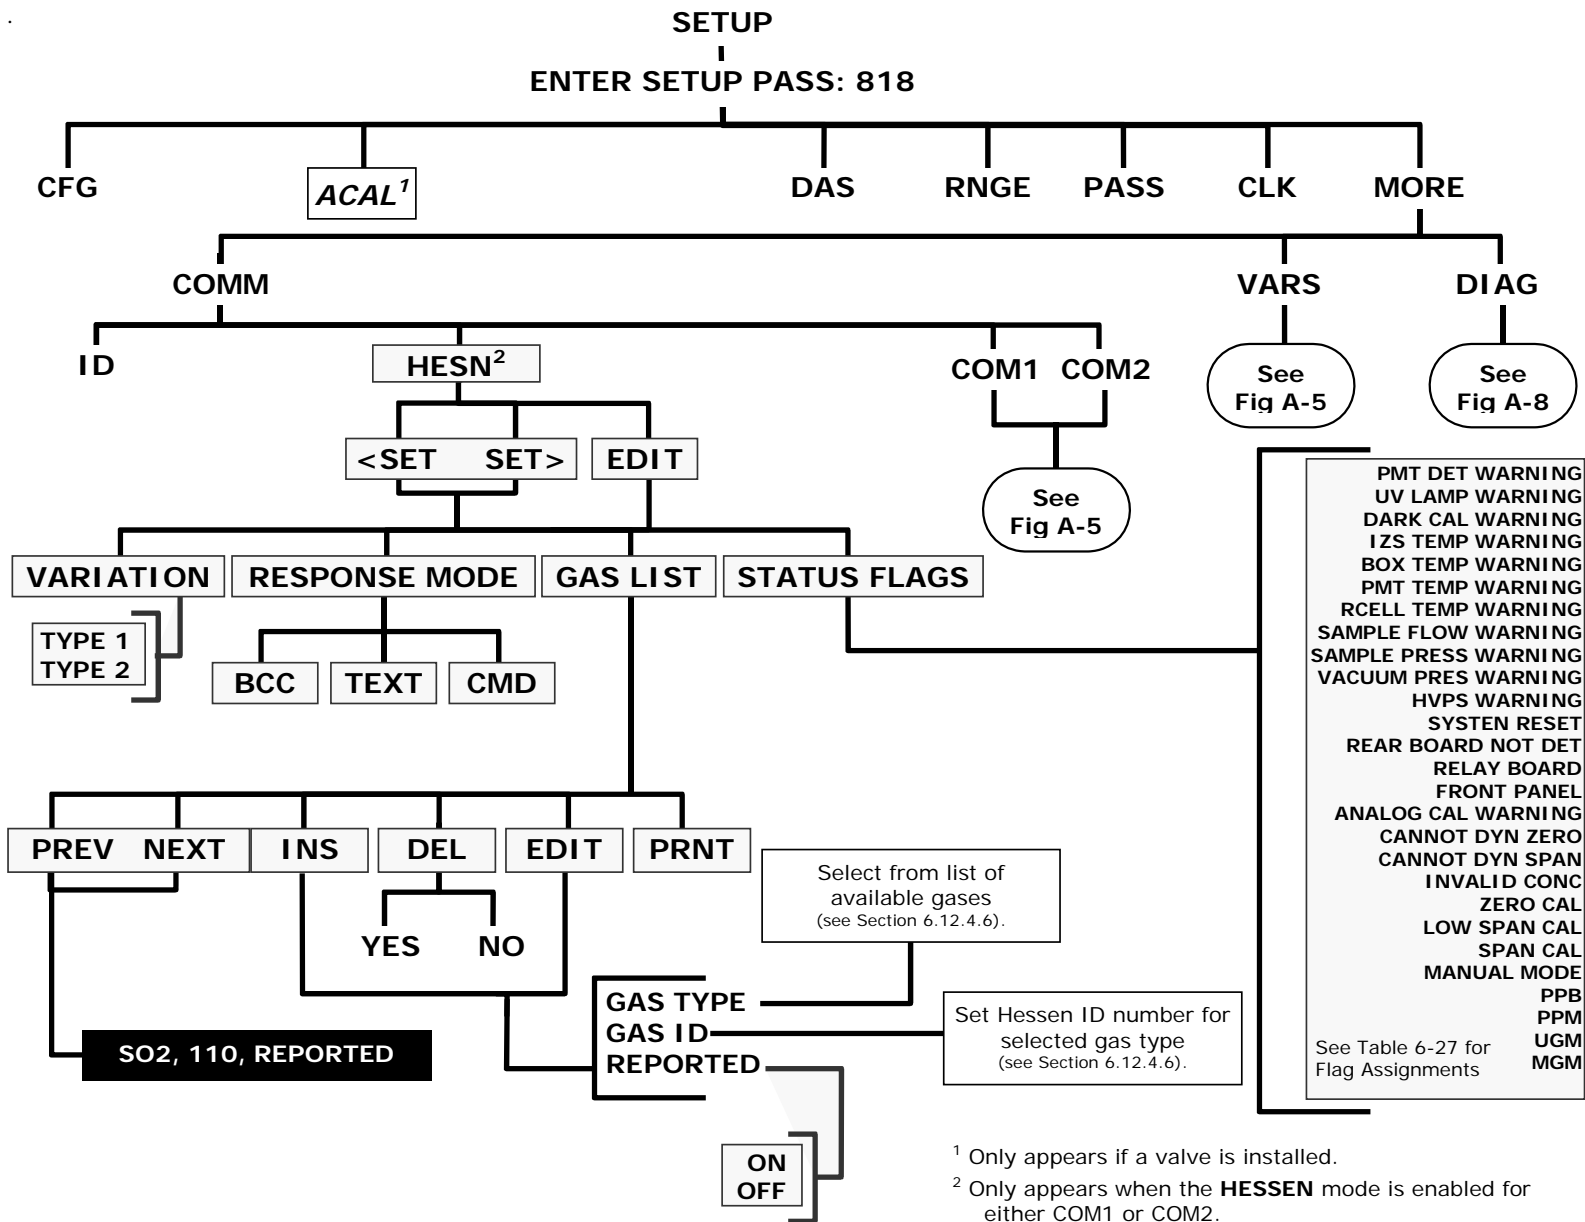 .
SETUP
ENTER SETUP PASS: 818
CFG
ACAL¹
DAS
RNGE
PASS
CLK
MORE
COMM
VARS
DIAG
ID
HESN²
COM1 COM2
See
Fig A-5
See
Fig A-8
<SET SET>
EDIT
See
Fig A-5
VARIATION
RESPONSE MODE
GAS LIST
STATUS FLAGS
TYPE 1
TYPE 2
BCC
TEXT
CMD
PMT DET WARNING
UV LAMP WARNING
DARK CAL WARNING
IZS TEMP WARNING
BOX TEMP WARNING
PMT TEMP WARNING
RCELL TEMP WARNING
SAMPLE FLOW WARNING
SAMPLE PRESS WARNING
VACUUM PRES WARNING
HVPS WARNING
SYSTEN RESET
REAR BOARD NOT DET
RELAY BOARD
FRONT PANEL
ANALOG CAL WARNING
CANNOT DYN ZERO
CANNOT DYN SPAN
INVALID CONC
ZERO CAL
LOW SPAN CAL
SPAN CAL
MANUAL MODE
PPB
PPM
UGM
MGM
See Table 6-27 for
Flag Assignments
PREV NEXT
INS
DEL
EDIT
PRNT
YES
NO
Select from list of
available gases
(see Section 6.12.4.6).
GAS TYPE
GAS ID
REPORTED
Set Hessen ID number for
selected gas type
(see Section 6.12.4.6).
SO2, 110, REPORTED
ON
OFF
¹ Only appears if a valve is installed.
² Only appears when the HESSEN mode is enabled for
either COM1 or COM2.